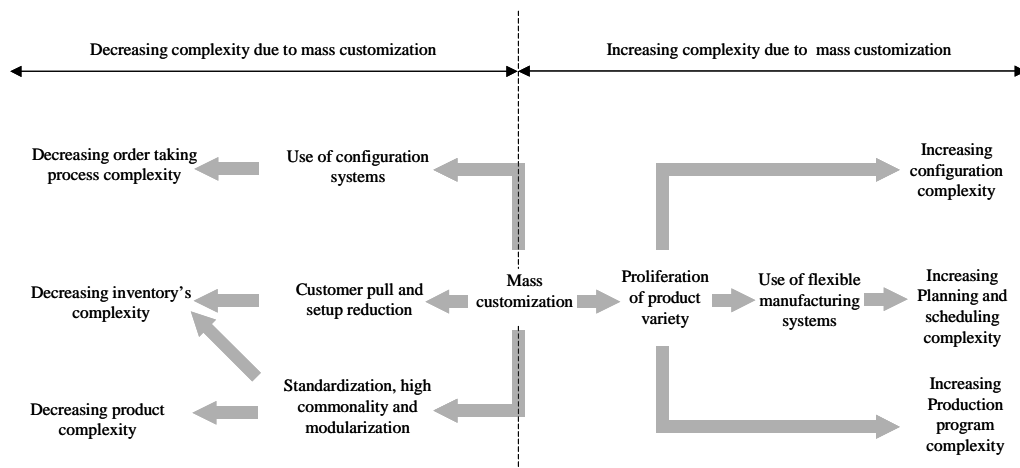 Decreasing complexity due to mass customization
Increasing complexity due to mass customization
Decreasing order taking
process complexity
Use of configuration
systems
Increasing
configuration
complexity
Decreasing inventory's
complexity
Customer pull and
setup reduction
Mass
customization
Proliferation
of product
variety
Use of flexible
manufacturing
systems
Increasing
Planning and
scheduling
complexity
Decreasing product
complexity
Standardization, high
commonality and
modularization
Increasing
Production
program
complexity